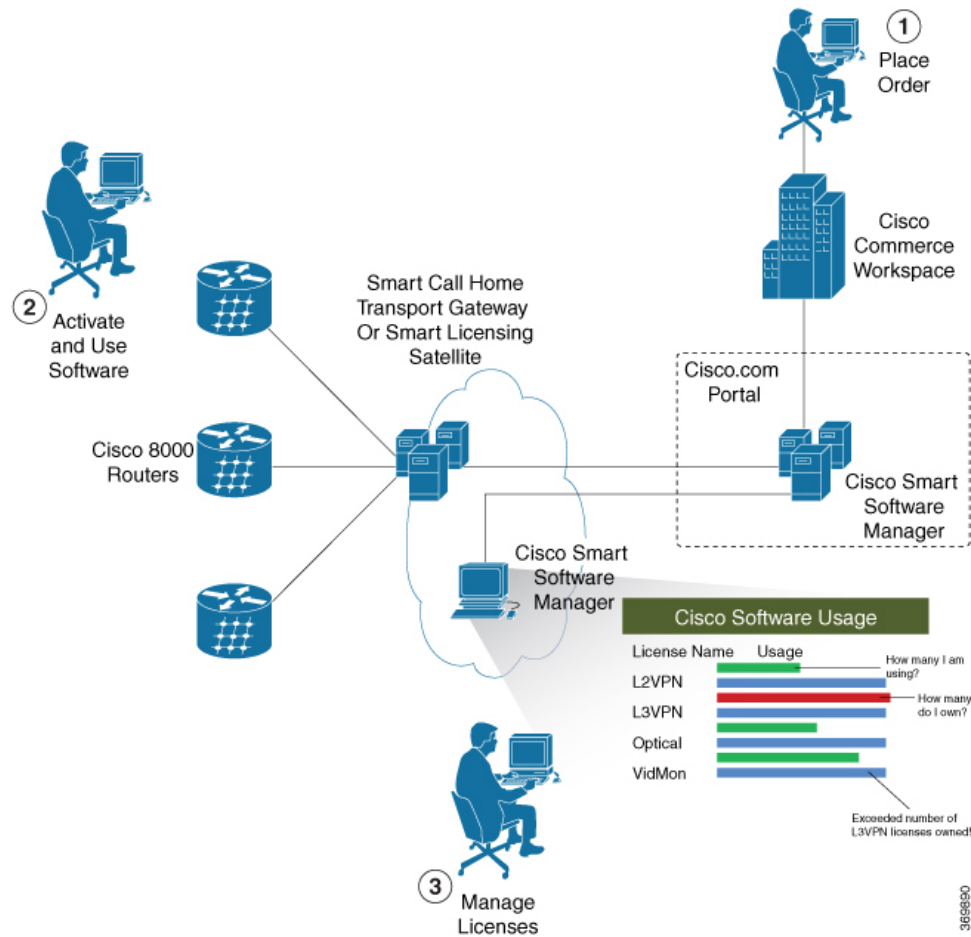 1
Place
Order
Cisco
Commerce
Workspace
2
Activate
and Use
Software
Smart Call Home
Transport Gateway
Or Smart Licensing
Satellite
Cisco.com
Portal
Cisco 8000
Routers
Cisco Smart
Software
Manager
Cisco Smart
Software
Manager
Cisco Software Usage
License Name Usage
How many I am
using?
L2VPN
How many
do I own?
L3VPN
Optical
VidMon
Exceeded number of
L3VPN licenses owned!
3
Manage
Licenses
369890